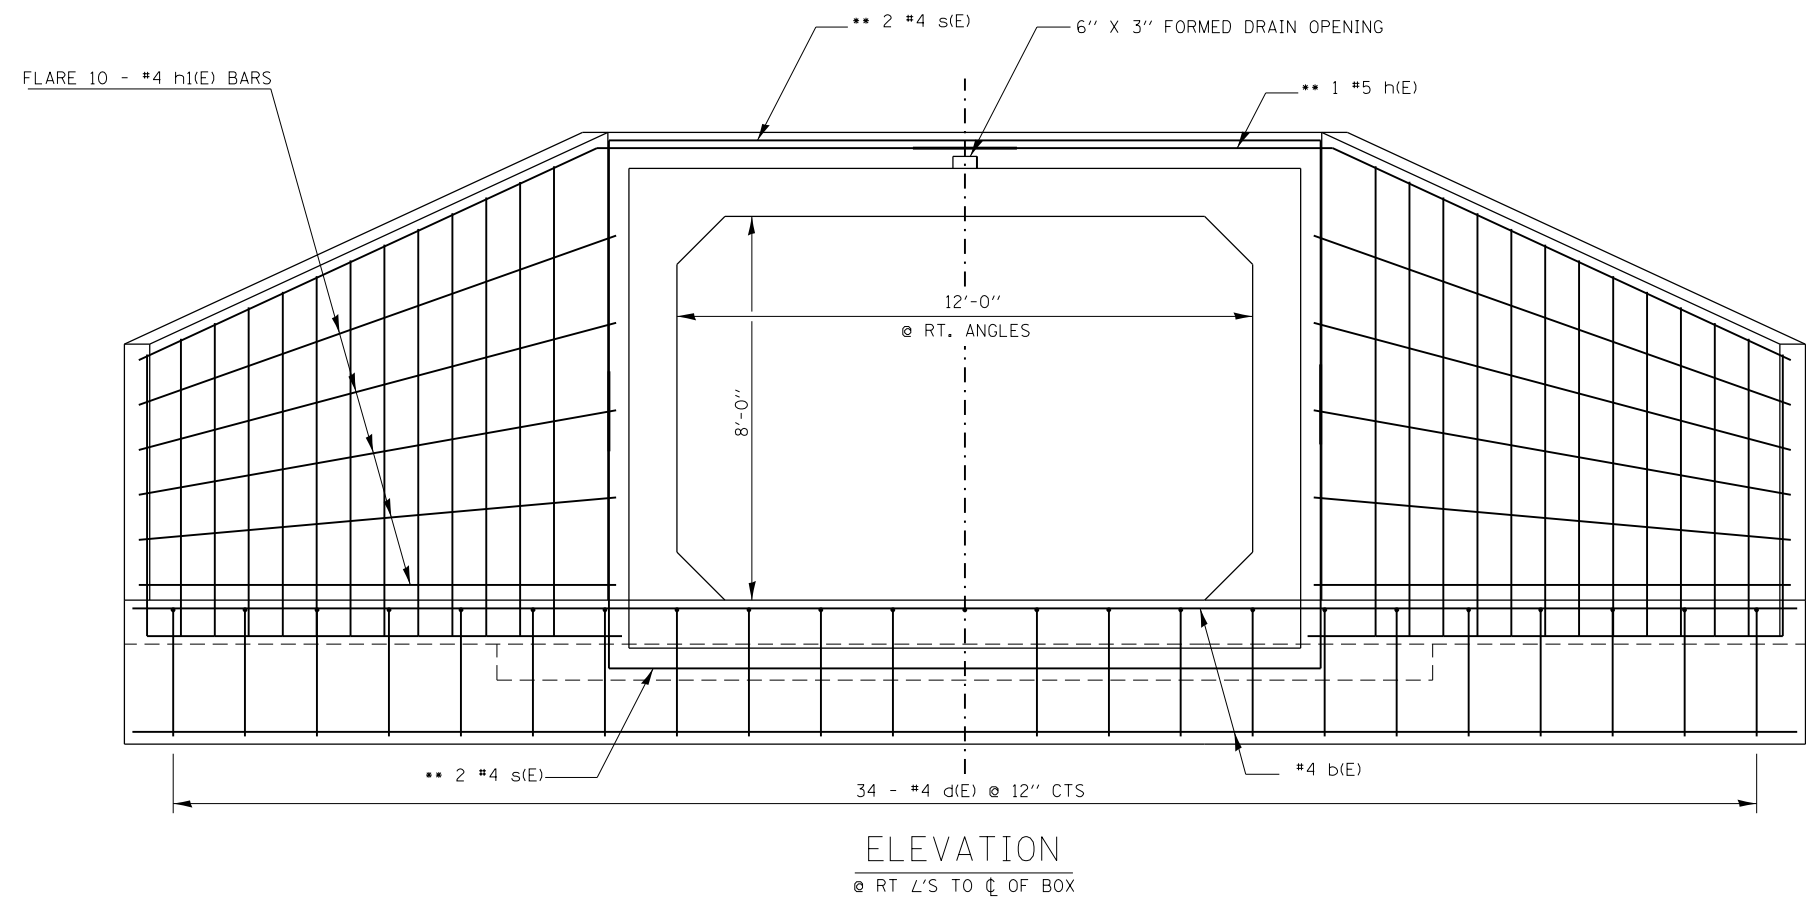 ** 2 #4 s(E)
6'' X 3'' FORMED DRAIN OPENING
FLARE 10 - #4 h1(E) BARS
** 1 #5 h(E)
12'-0''
@ RT. ANGLES
8'-0''
** 2 #4 s(E)
#4 b(E)
34 - #4 d(E) @ 12'' CTS
ELEVATION
@ RT ∠'S TO ℄ OF BOX